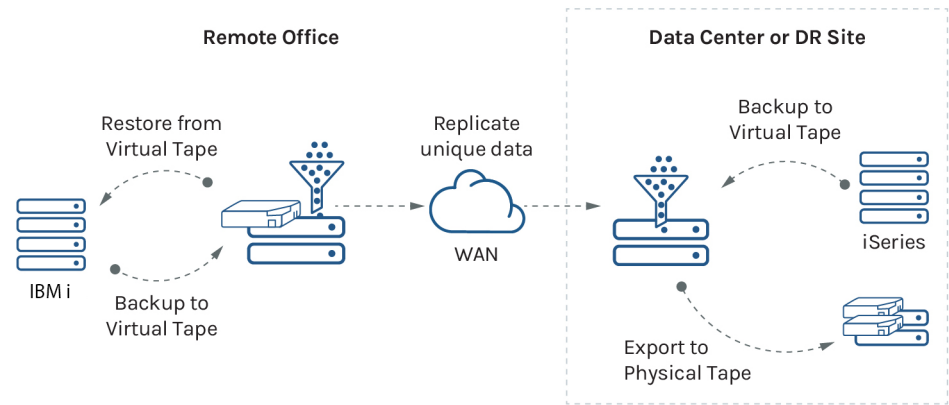 Remote Office
Data Center or DR Site
Restore from
Virtual Tape
Replicate
unique data
Backup to
Virtual Tape
WAN
iSeries
IBM i
Backup to
Virtual Tape
Export to
Physical Tape